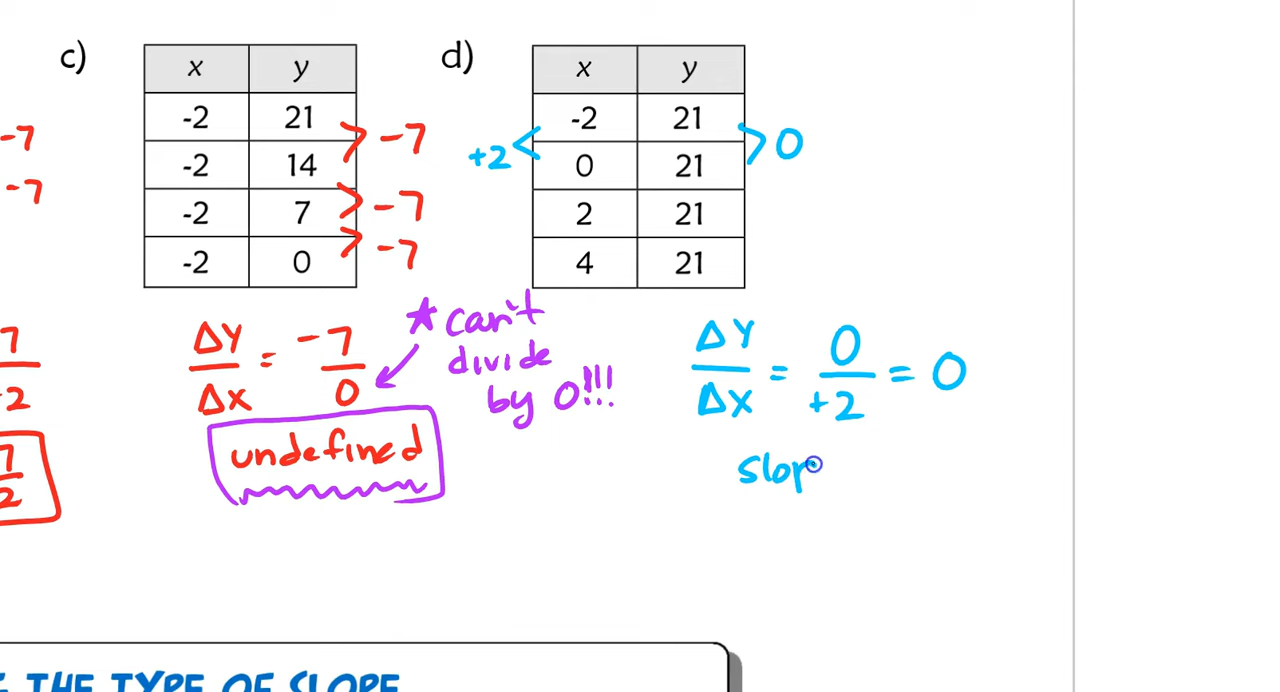 c)
x y
-2 21
-2 14
-2 7
-2 0
-7
-7
-7
-7
-7
d)
x y
-2 21
0 21
2 21
4 21
+2
0
7
2
7
2
ΔY/ΔX = -7/0
undefined
★ can't
divide
by 0!!!
ΔY/ΔX = 0/+2 = 0
slop
THE TYPE OF SLOPE